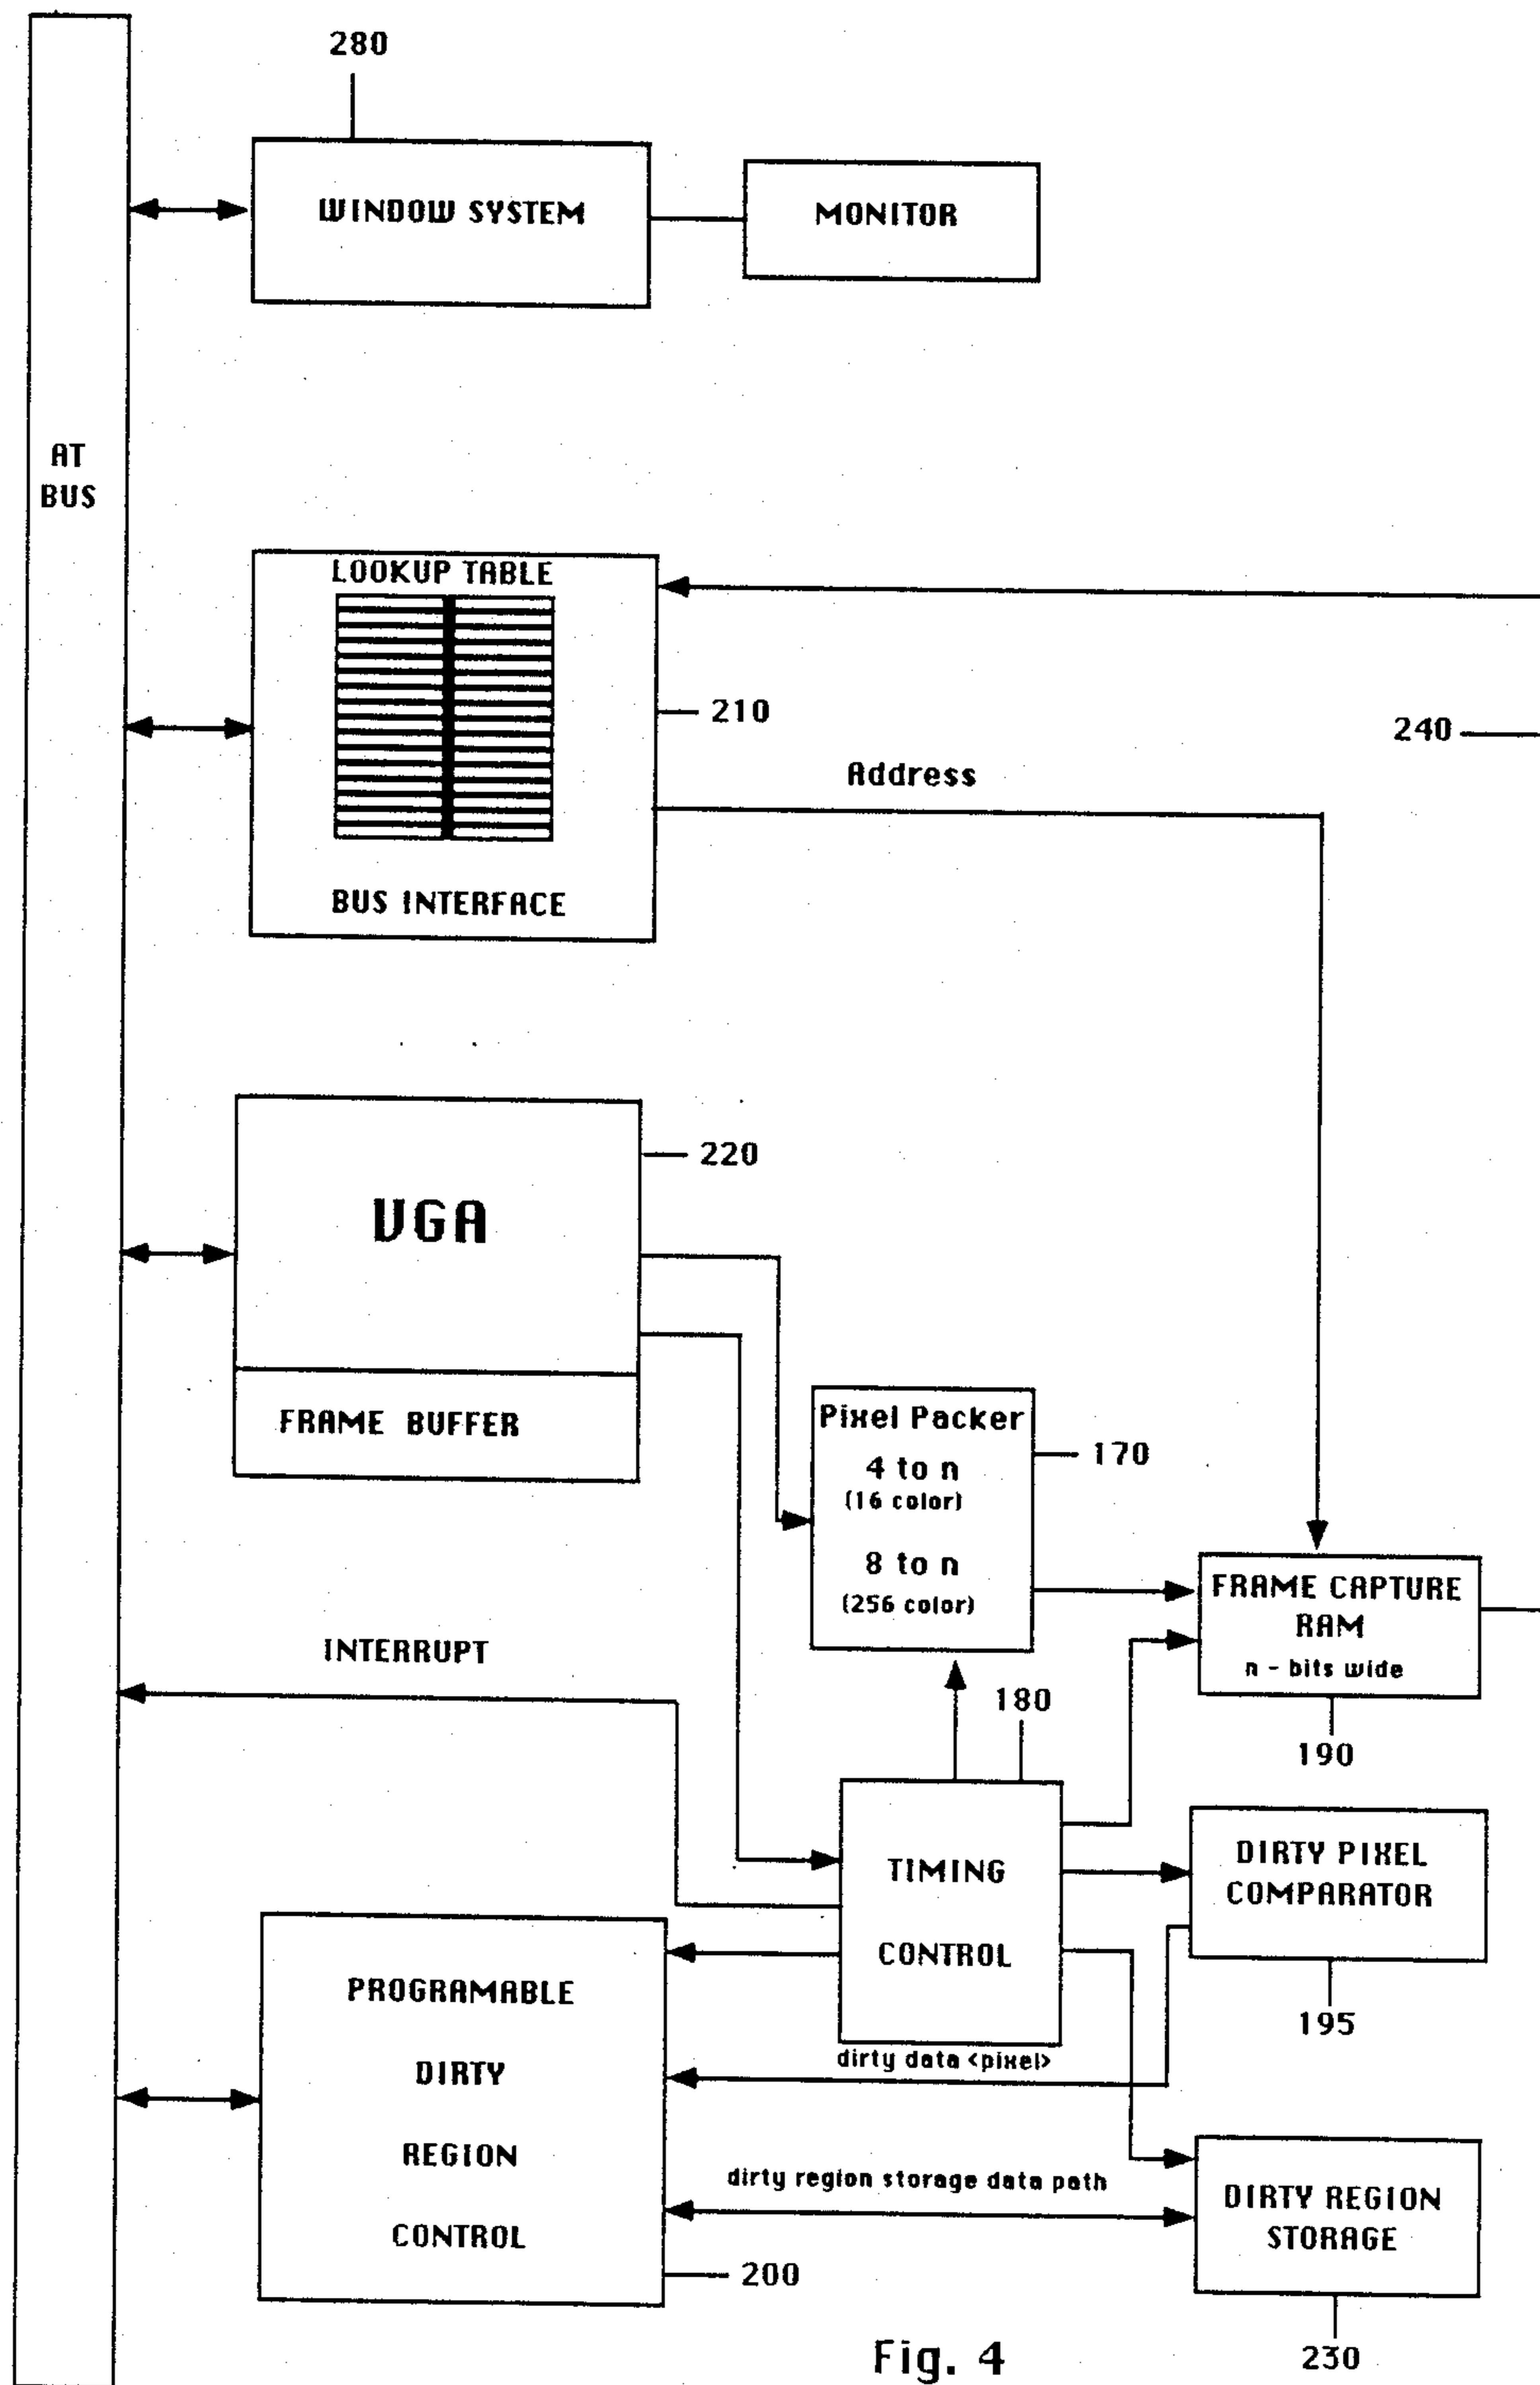 280
WINDOW SYSTEM
MONITOR
AT
BUS
LOOKUP TABLE
210
240
Address
BUS INTERFACE
220
VGA
FRAME BUFFER
Pixel Packer
4 to n
(16 color)
8 to n
(256 color)
170
FRAME CAPTURE
RAM
n - bits wide
190
INTERRUPT
180
TIMING
CONTROL
DIRTY PIXEL
COMPARATOR
195
PROGRAMABLE
DIRTY
REGION
CONTROL
200
dirty data <pixel>
dirty region storage data path
DIRTY REGION
STORAGE
230
Fig. 4